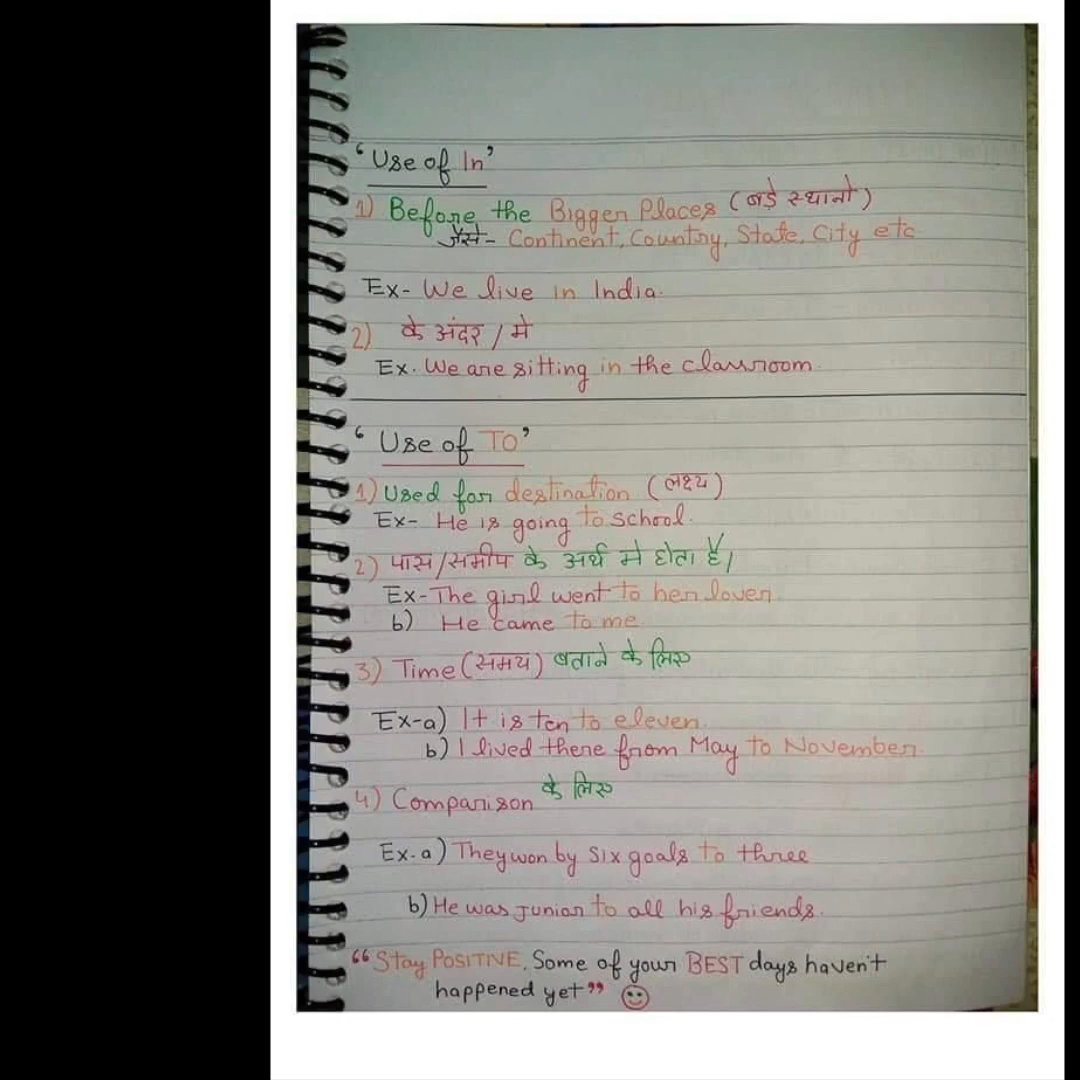 ‘Use of In’
1) Before the Bigger Places (बड़े स्थानो)
जैसे- Continent, Country, State, City etc
Ex- We live in India.
2) के अंदर / मे
Ex. We are sitting in the classroom.
‘Use of TO’
1) Used for destination (लक्ष्य)
Ex- He is going to school.
2) पास/समीप के अर्थ मे होता है।
Ex- The girl went to her lover.
b) He came to me.
3) Time (समय) बताने के लिए
Ex-a) It is ten to eleven.
b) I lived there from May to November.
4) Comparison के लिए
Ex. a) They won by six goals to three
b) He was junior to all his friends.
“Stay POSITIVE. Some of your BEST days haven't
happened yet”